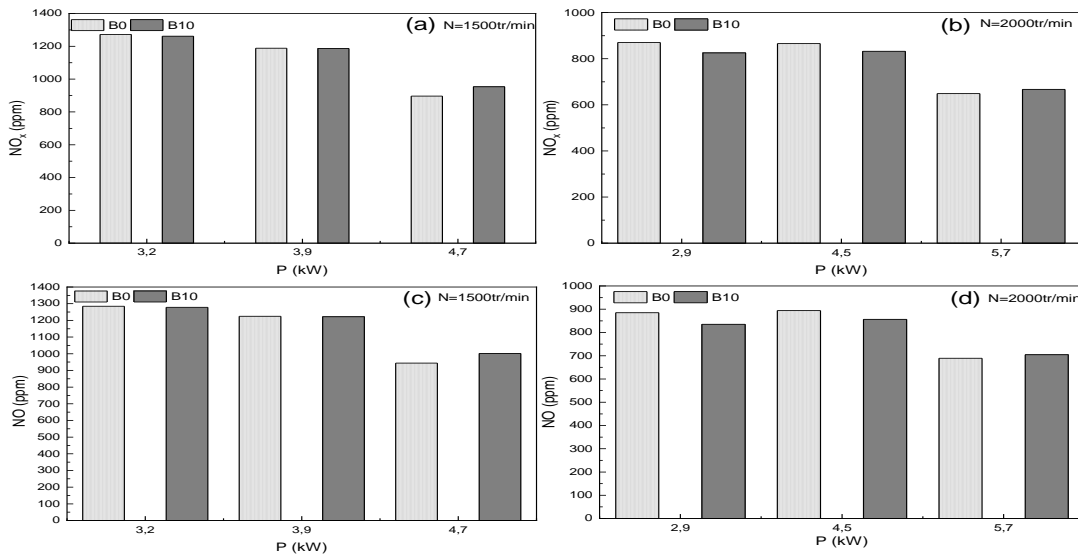 B0 B10 (a) N=1500tr/min
1400
1200
1000
800
600
400
200
0
NOx (ppm)
3,2 3,9 4,7
P (kW)
B0 B10 (b) N=2000tr/min
1000
800
600
400
200
0
NOx (ppm)
2,9 4,5 5,7
P (kW)
B0 B10 (c) N=1500tr/min
1400
1300
1200
1100
1000
900
800
700
600
500
400
300
200
100
0
NO (ppm)
3,2 3,9 4,7
P (kW)
B0 B10 (d) N=2000tr/min
1000
900
800
700
600
500
400
300
200
100
0
NO (ppm)
2,9 4,5 5,7
P (kW)